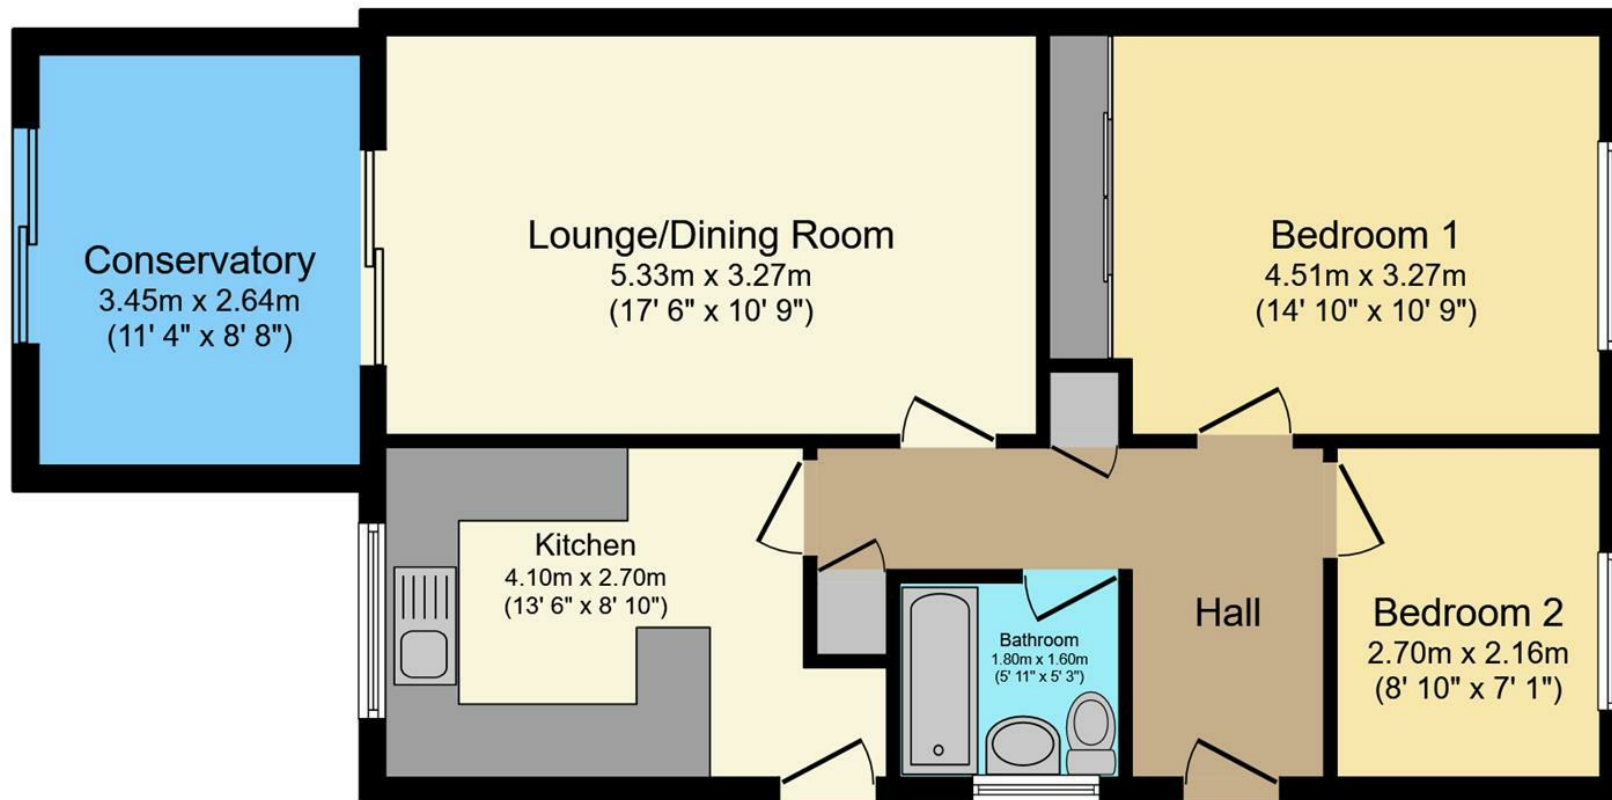 Conservatory
3.45m x 2.64m
(11' 4" x 8' 8")
Lounge/Dining Room
5.33m x 3.27m
(17' 6" x 10' 9")
Bedroom 1
4.51m x 3.27m
(14' 10" x 10' 9")
Kitchen
4.10m x 2.70m
(13' 6" x 8' 10")
Bathroom
1.80m x 1.60m
(5' 11" x 5' 3")
Hall
Bedroom 2
2.70m x 2.16m
(8' 10" x 7' 1")